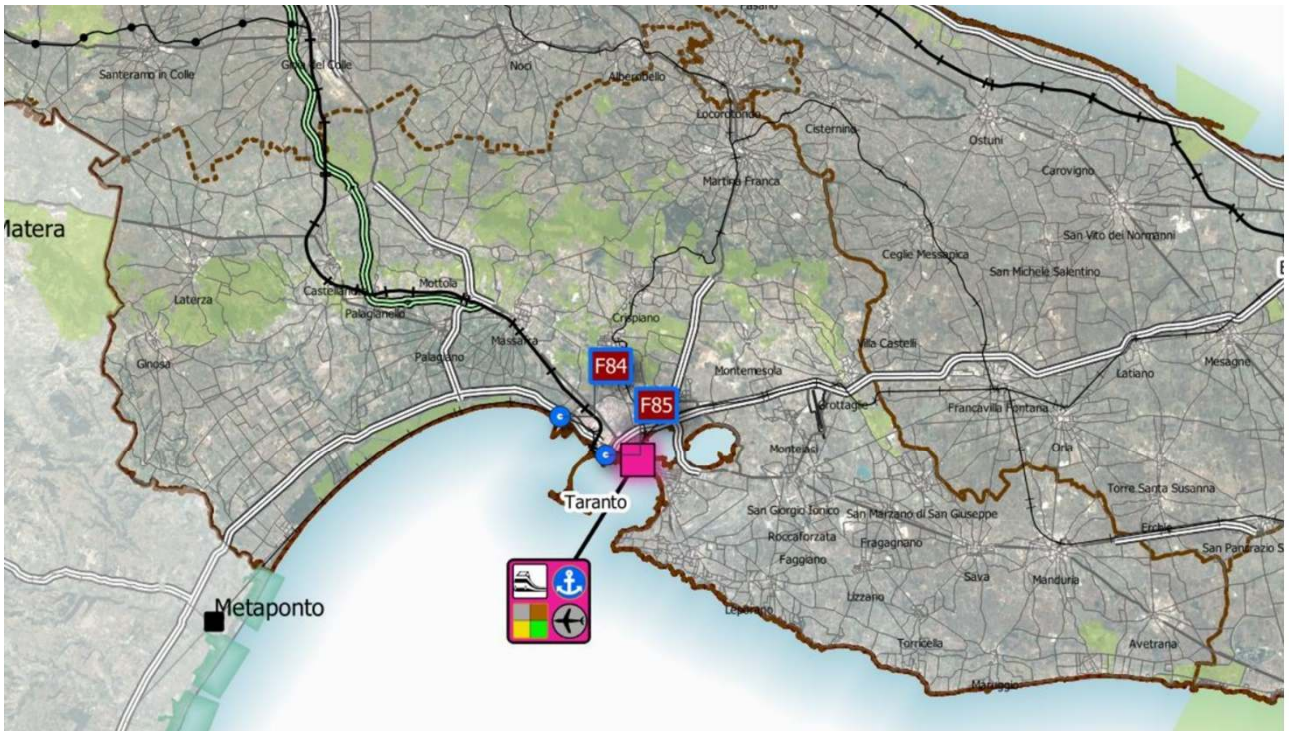 Fasano
Santeramo in Colle
Gioia del Colle
Noci
Alberobello
Locorotondo
Cisternino
Ostuni
Carovigno
Martina Franca
Matera
San Vito dei Normanni
Ceglie Messapica
San Michele Salentino
Laterza
Castellaneta
Mottola
Palagianello
Crispiano
Massafra
Ginosa
Palagiano
Villa Castelli
F84
Montemesola
Mesagne
Latiano
F85
Grottaglie
Francavilla Fontana
Monteiasi
Oria
Taranto
Torre Santa Susanna
San Giorgio Ionico
San Marzano di San Giuseppe
Roccaforzata
Fragagnano
Erchie
San Pancrazio S
Faggiano
Sava
Manduria
Lizzano
Metaponto
Leporano
Torricella
Avetrana
Maruggio
c
c